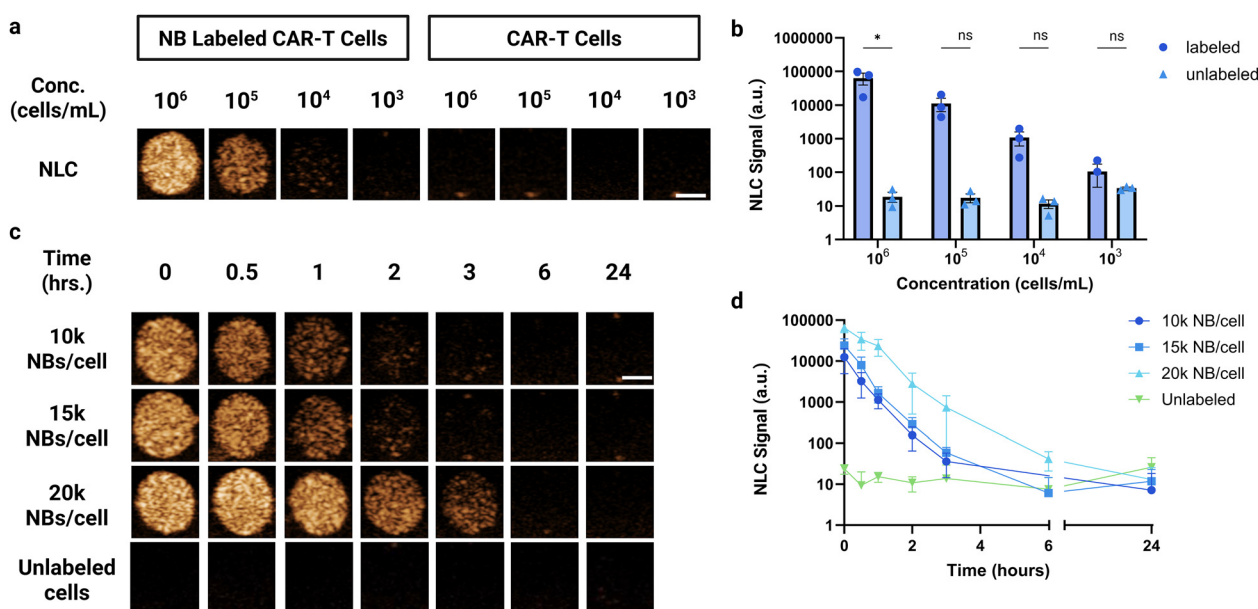 a
NB Labeled CAR-T Cells
CAR-T Cells
Conc.
(cells/mL)
10⁶ 10⁵ 10⁴ 10³ 10⁶ 10⁵ 10⁴ 10³
NLC
b
1000000
100000
10000
1000
100
10
1
NLC Signal (a.u.)
* ns ns ns
labeled
unlabeled
10⁶ 10⁵ 10⁴ 10³
Concentration (cells/mL)
c
Time
(hrs.)
0 0.5 1 2 3 6 24
10k
NBs/cell
15k
NBs/cell
20k
NBs/cell
Unlabeled
cells
d
100000
10000
1000
100
10
1
NLC Signal (a.u.)
10k NB/cell
15k NB/cell
20k NB/cell
Unlabeled
0 2 4 6 24
Time (hours)